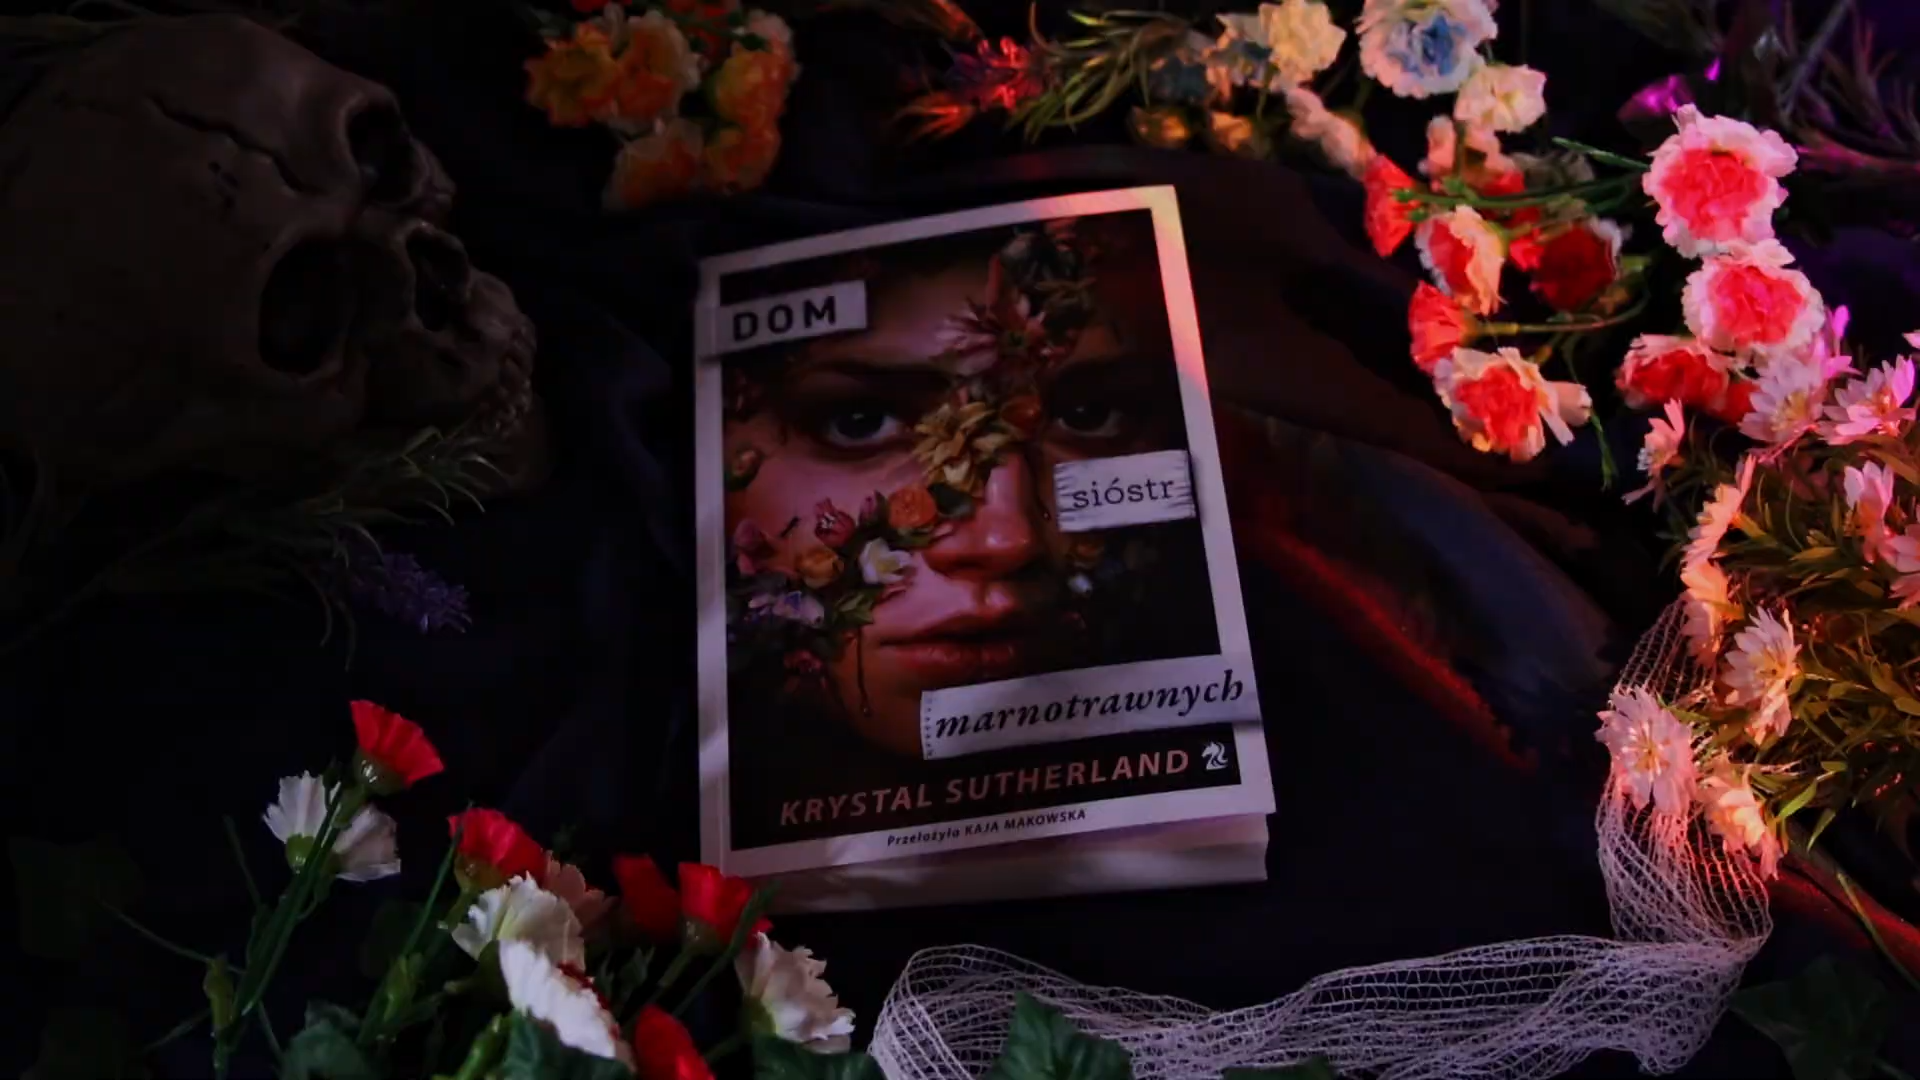 DOM
sióstr
marnotrawnych
KRYSTAL SUTHERLAND
Przełożyła KAJA MAKOWSKA